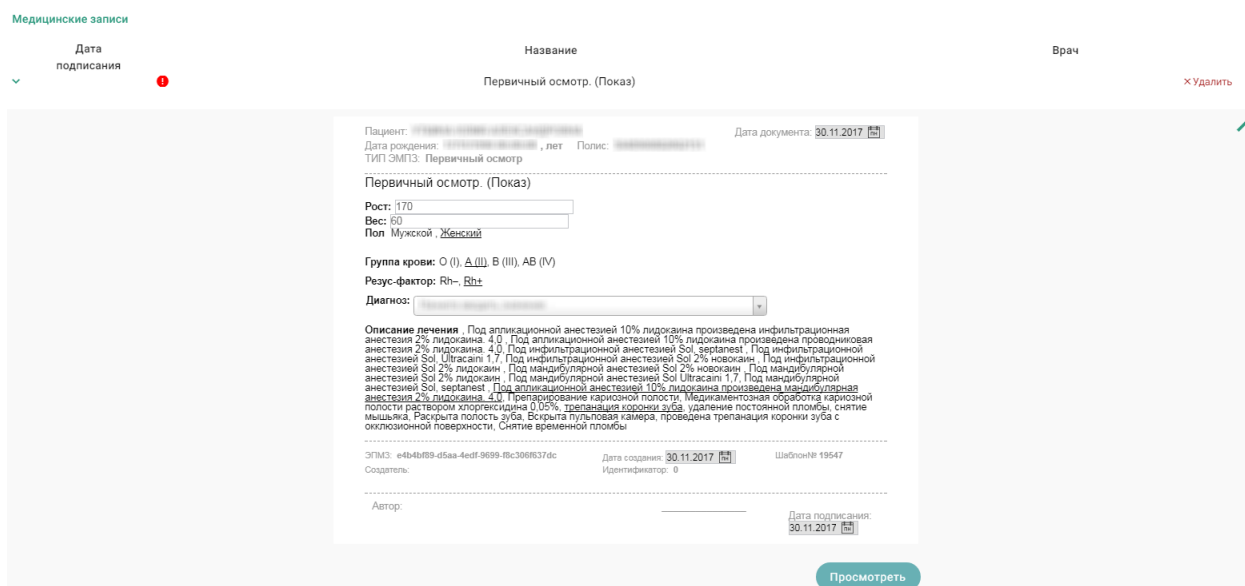 Медицинские записи
Дата подписания Название Врач
Первичный осмотр. (Показ) × Удалить
Пациент: Дата документа: 30.11.2017
Дата рождения: , лет Полис:
ТИП ЭМПЗ: Первичный осмотр
Первичный осмотр. (Показ)
Рост: 170
Вес: 60
Пол Мужской , Женский
Группа крови: O (I), A (II), B (III), AB (IV)
Резус-фактор: Rh–, Rh+
Диагноз:
Описание лечения , Под апликационной анестезией 10% лидокаина произведена инфильтрационная
анестезия 2% лидокаина. 4,0 , Под апликационной анестезией 10% лидокаина произведена проводниковая
анестезия 2% лидокаина. 4,0, Под инфильтрационной анестезией Sol, septanest , Под инфильтрационной
анестезией Sol, Ultracaini 1,7, Под инфильтрационной анестезией Sol 2% новокаин , Под инфильтрационной
анестезией Sol 2% лидокаин , Под мандибулярной анестезией Sol 2% новокаин , Под мандибулярной
анестезией Sol 2% лидокаин , Под мандибулярной анестезией Sol Ultracaini 1,7, Под мандибулярной
анестезией Sol, septanest , Под апликационной анестезией 10% лидокаина произведена мандибулярная
анестезия 2% лидокаина. 4,0, Препарирование кариозной полости, Медикаментозная обработка кариозной
полости раствором хлоргексидина 0,05%, трепанация коронки зуба, удаление постоянной пломбы, снятие
мышьяка, Раскрыта полость зуба, Вскрыта пульповая камера, проведена трепанация коронки зуба с
окклюзионной поверхности, Снятие временной пломбы
ЭПМЗ: e4b4bf89-d5aa-4edf-9699-f8c306f637dc Дата создания: 30.11.2017 Шаблон№ 19547
Создатель: Идентификатор: 0
Автор:
Дата подписания:
30.11.2017
Просмотреть